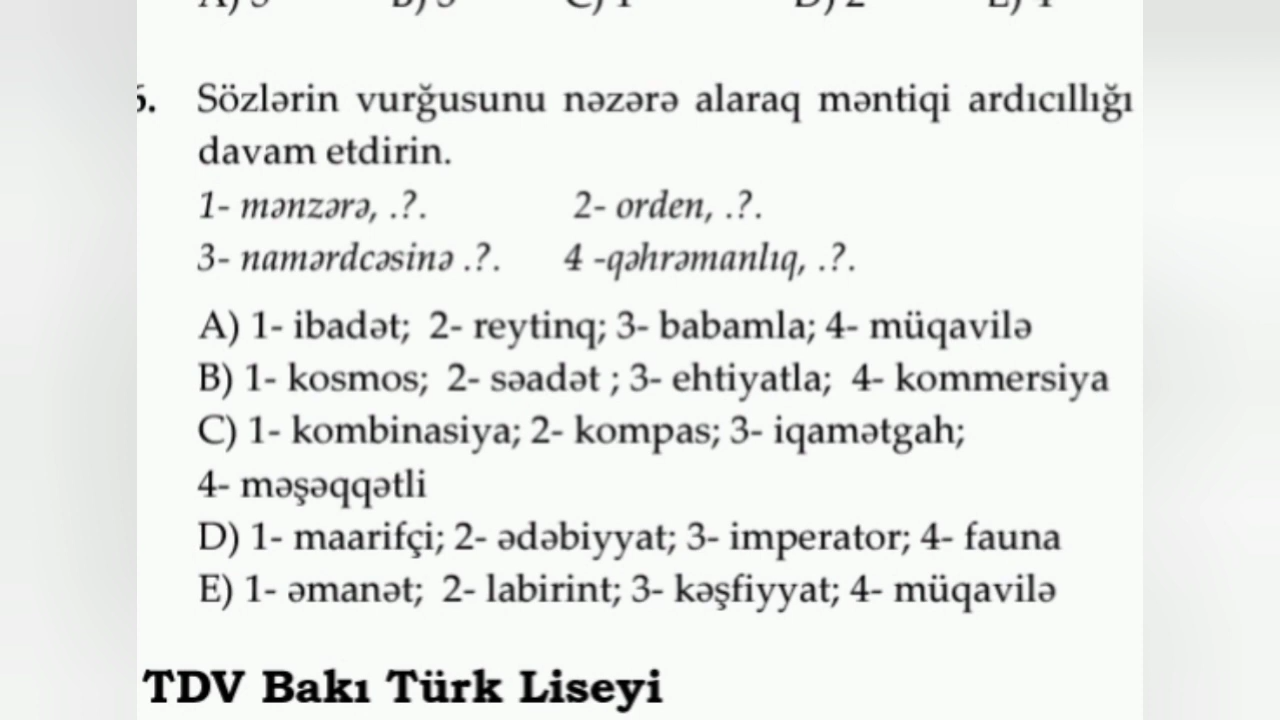 6. Sözlərin vurğusunu nəzərə alaraq məntiqi ardıcıllığı
davam etdirin.
1- mənzərə, .?. 2- orden, .?.
3- namərdcəsinə .?. 4 -qəhrəmanlıq, .?.
A) 1- ibadət; 2- reytinq; 3- babamla; 4- müqavilə
B) 1- kosmos; 2- səadət ; 3- ehtiyatla; 4- kommersiya
C) 1- kombinasiya; 2- kompas; 3- iqamətgah;
4- məşəqqətli
D) 1- maarifçi; 2- ədəbiyyat; 3- imperator; 4- fauna
E) 1- əmanət; 2- labirint; 3- kəşfiyyat; 4- müqavilə
TDV Bakı Türk Liseyi